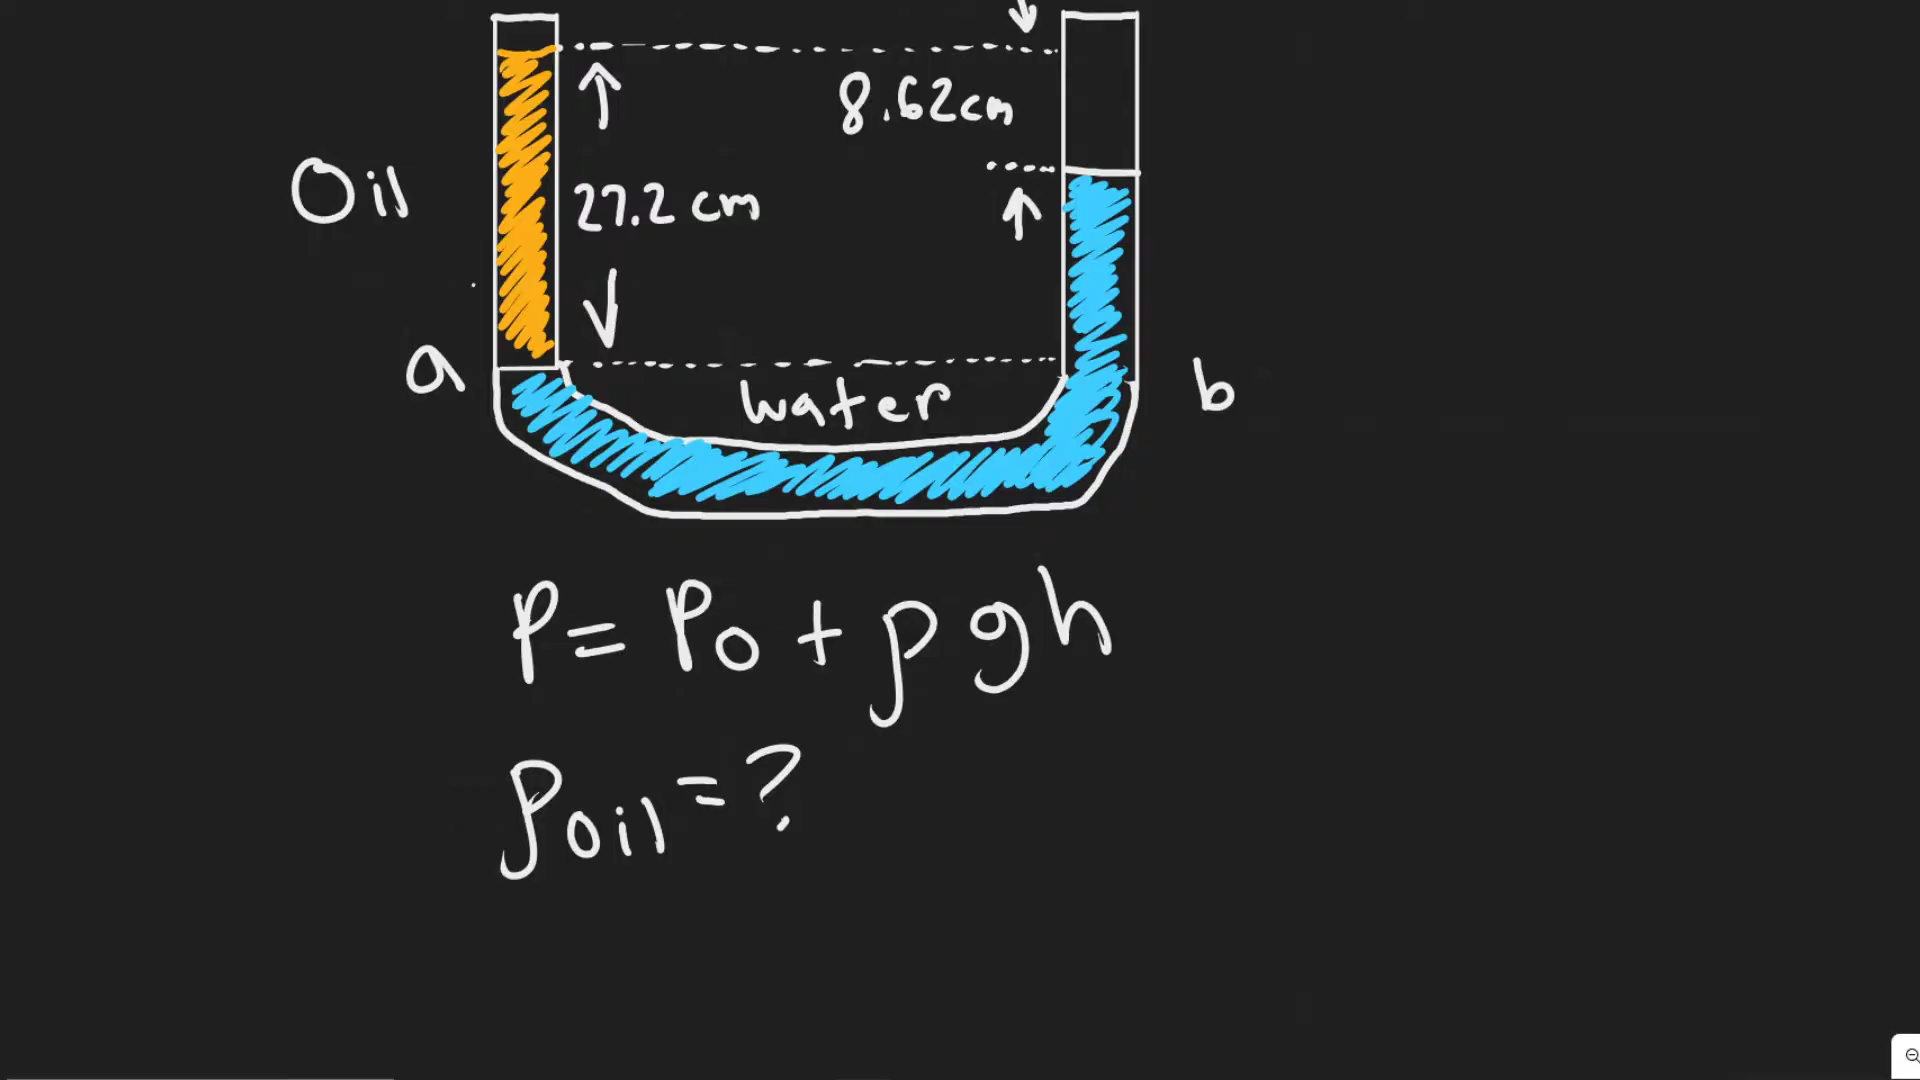 8.62cm
Oil
27.2 cm
a
water
b
P = P0 + ρgh
ρoil = ?